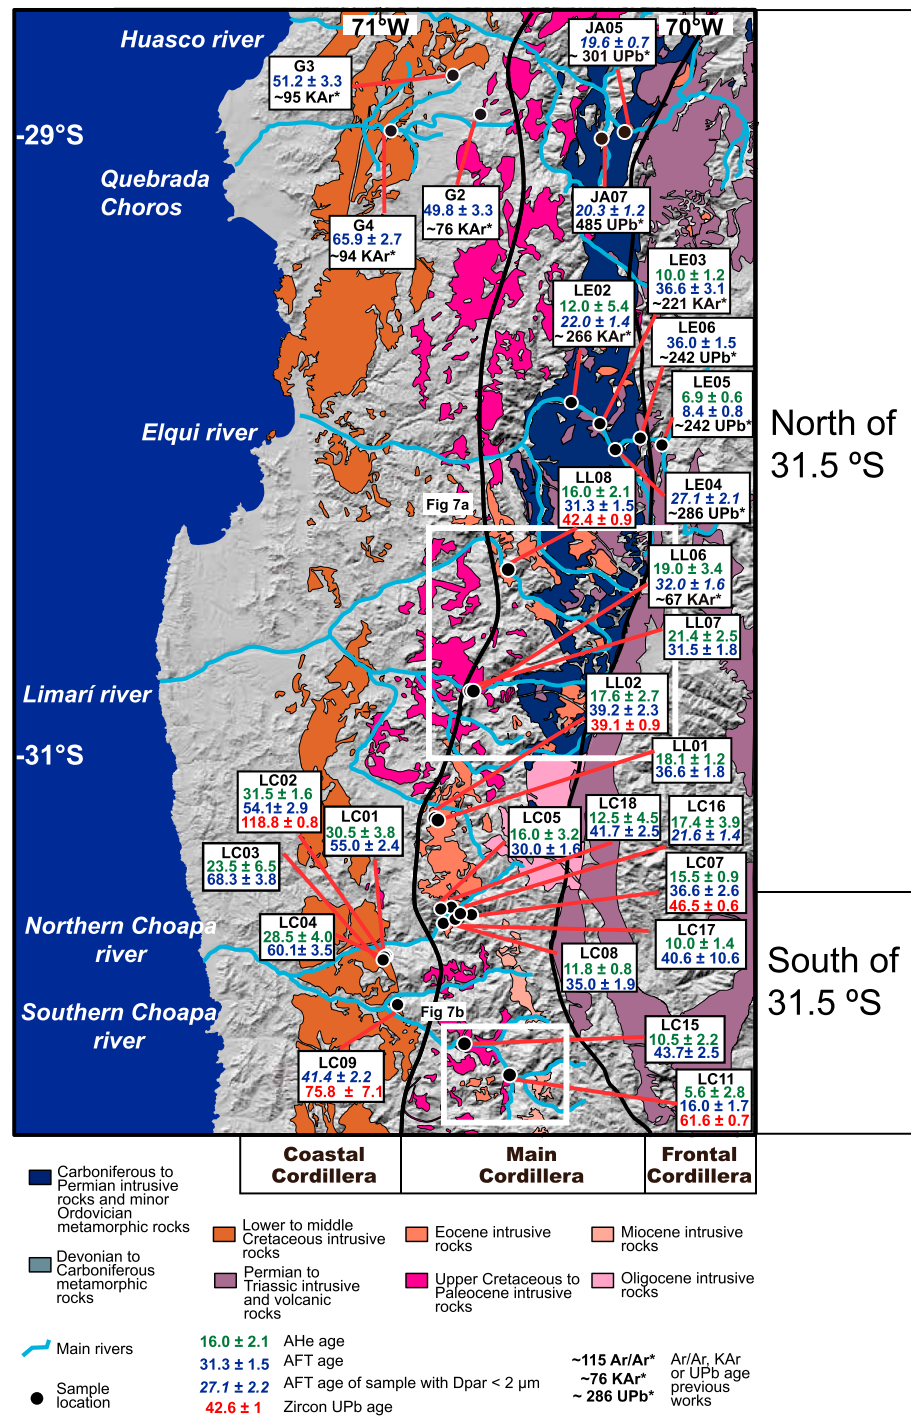 Huasco river
71°W
70°W
JA05
19.6 ± 0.7
~ 301 UPb*
G3
51.2 ± 3.3
~95 KAr*
-29°S
Quebrada
Choros
G2
49.8 ± 3.3
~76 KAr*
JA07
20.3 ± 1.2
485 UPb*
G4
65.9 ± 2.7
~94 KAr*
LE03
10.0 ± 1.2
36.6 ± 3.1
~221 KAr*
LE02
12.0 ± 5.4
22.0 ± 1.4
~ 266 KAr*
LE06
36.0 ± 1.5
~242 UPb*
LE05
6.9 ± 0.6
8.4 ± 0.8
~242 UPb*
Elqui river
North of
31.5 ºS
LL08
16.0 ± 2.1
31.3 ± 1.5
42.4 ± 0.9
LE04
27.1 ± 2.1
~286 UPb*
Fig 7a
LL06
19.0 ± 3.4
32.0 ± 1.6
~67 KAr*
LL07
21.4 ± 2.5
31.5 ± 1.8
Limarí river
LL02
17.6 ± 2.7
39.2 ± 2.3
39.1 ± 0.9
-31°S
LL01
18.1 ± 1.2
36.6 ± 1.8
LC02
31.5 ± 1.6
54.1± 2.9
118.8 ± 0.8
LC01
30.5 ± 3.8
55.0 ± 2.4
LC05
16.0 ± 3.2
30.0 ± 1.6
LC18
12.5 ± 4.5
41.7 ± 2.5
LC16
17.4 ± 3.9
21.6 ± 1.4
LC03
23.5 ± 6.5
68.3 ± 3.8
LC07
15.5 ± 0.9
36.6 ± 2.6
46.5 ± 0.6
LC04
28.5 ± 4.0
60.1± 3.5
Northern Choapa
river
LC17
10.0 ± 1.4
40.6 ± 10.6
LC08
11.8 ± 0.8
35.0 ± 1.9
South of
31.5 ºS
Southern Choapa
river
Fig 7b
LC15
10.5 ± 2.2
43.7± 2.5
LC09
41.4 ± 2.2
75.8 ± 7.1
LC11
5.6 ± 2.8
16.0 ± 1.7
61.6 ± 0.7
Coastal
Cordillera
Main
Cordillera
Frontal
Cordillera
Carboniferous to
Permian intrusive
rocks and minor
Ordovician
metamorphic rocks
Devonian to
Carboniferous
metamorphic
rocks
Lower to middle
Cretaceous intrusive
rocks
Permian to
Triassic intrusive
and volcanic
rocks
Eocene intrusive
rocks
Upper Cretaceous to
Paleocene intrusive
rocks
Miocene intrusive
rocks
Oligocene intrusive
rocks
Main rivers
Sample
location
16.0 ± 2.1 AHe age
31.3 ± 1.5 AFT age
27.1 ± 2.2 AFT age of sample with Dpar < 2 µm
42.6 ± 1 Zircon UPb age
~115 Ar/Ar*
~76 KAr*
~ 286 UPb*
Ar/Ar, KAr
or UPb age
previous
works